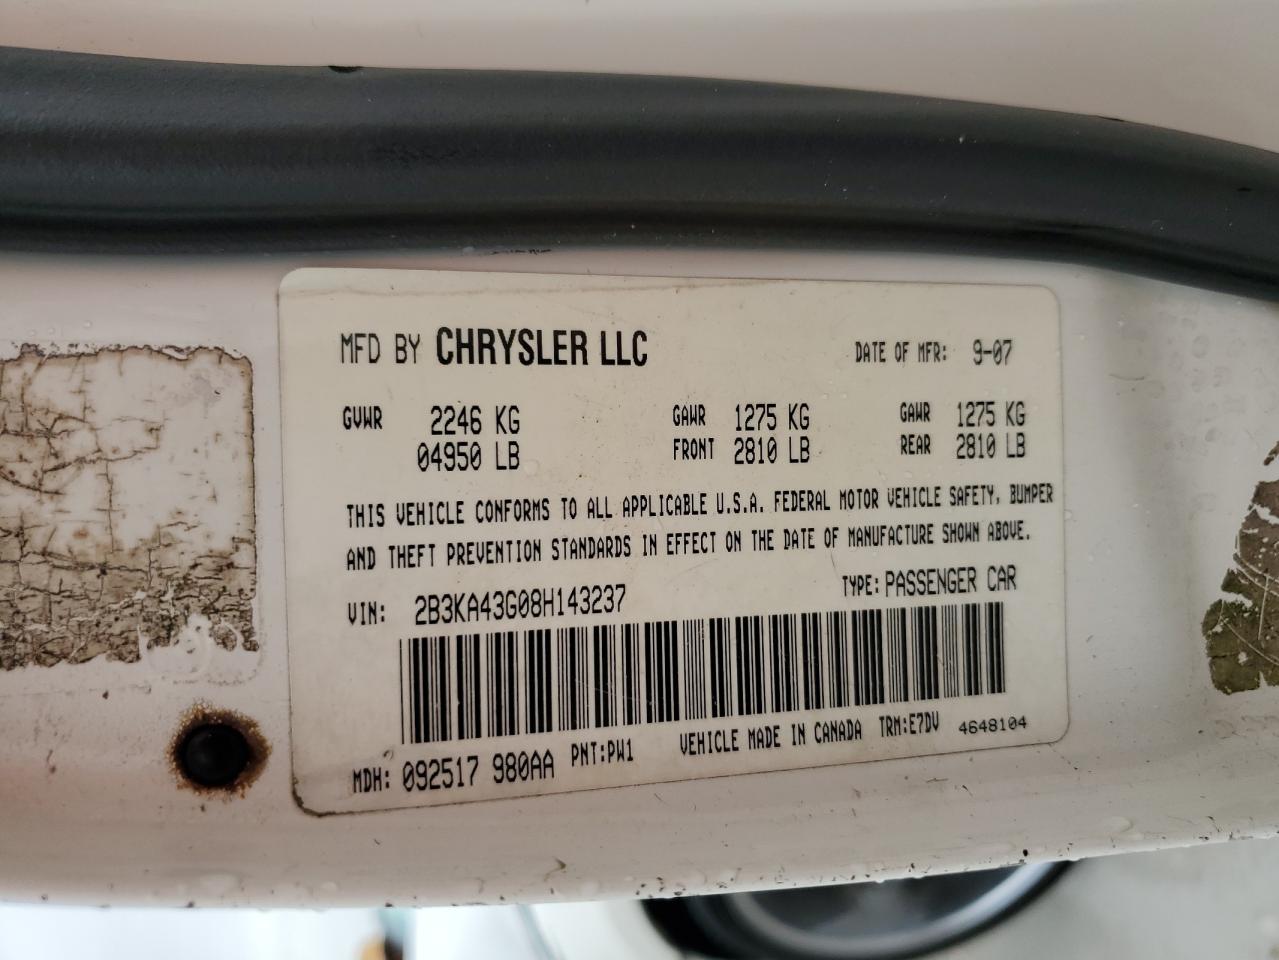 MFD BY CHRYSLER LLC DATE OF MFR: 9-07
GVWR 2246 KG GAWR 1275 KG GAWR 1275 KG
04950 LB FRONT 2810 LB REAR 2810 LB
THIS VEHICLE CONFORMS TO ALL APPLICABLE U.S.A. FEDERAL MOTOR VEHICLE SAFETY, BUMPER
AND THEFT PREVENTION STANDARDS IN EFFECT ON THE DATE OF MANUFACTURE SHOWN ABOVE.
VIN: 2B3KA43G08H143237 TYPE: PASSENGER CAR
MDH: 092517 980AA PNT:PW1 VEHICLE MADE IN CANADA TRM:E7DV 4648104